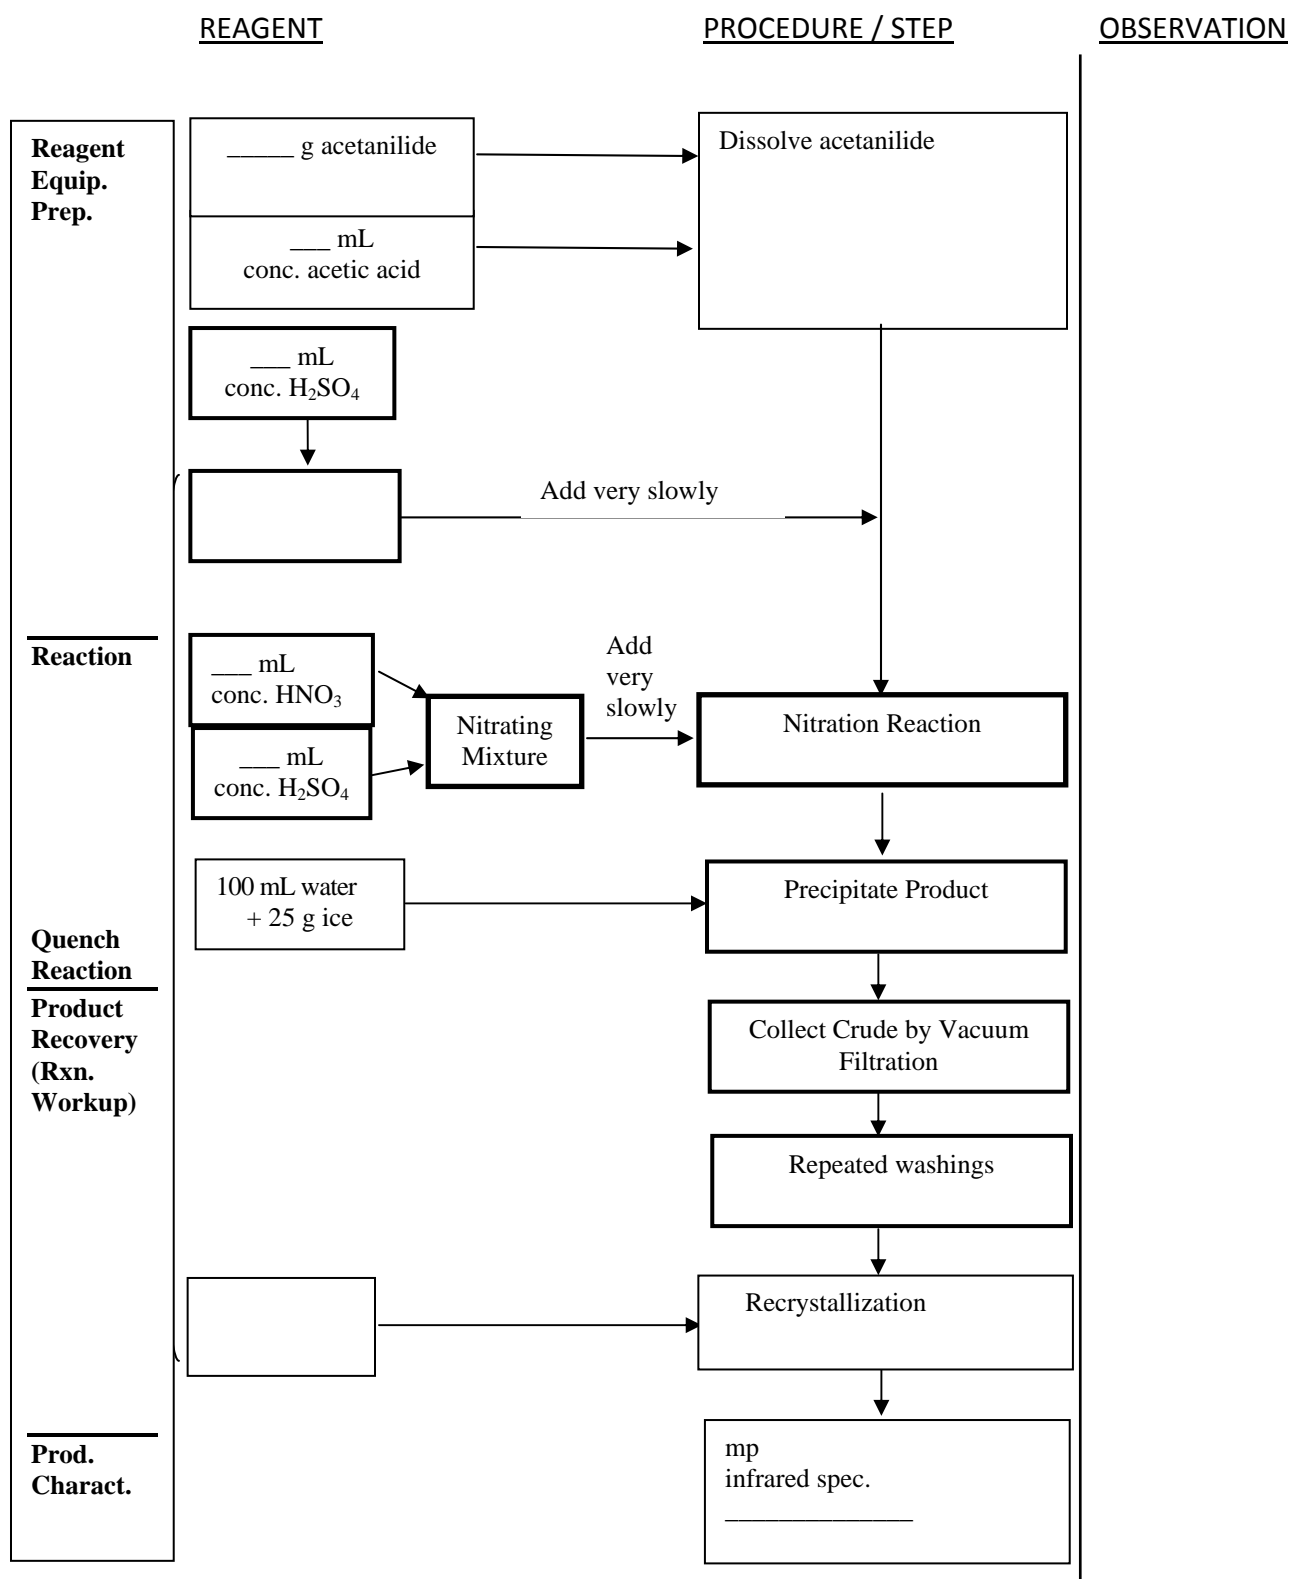 REAGENT
PROCEDURE / STEP
OBSERVATION
Reagent
Equip.
Prep.
_____ g acetanilide
Dissolve acetanilide
___ mL
conc. acetic acid
___ mL
conc. H₂SO₄
Add very slowly
Reaction
___ mL
conc. HNO₃
___ mL
conc. H₂SO₄
Nitrating
Mixture
Add
very
slowly
Nitration Reaction
100 mL water
+ 25 g ice
Precipitate Product
Quench
Reaction
Product
Recovery
(Rxn.
Workup)
Collect Crude by Vacuum
Filtration
Repeated washings
Recrystallization
Prod.
Charact.
mp
infrared spec.
______________